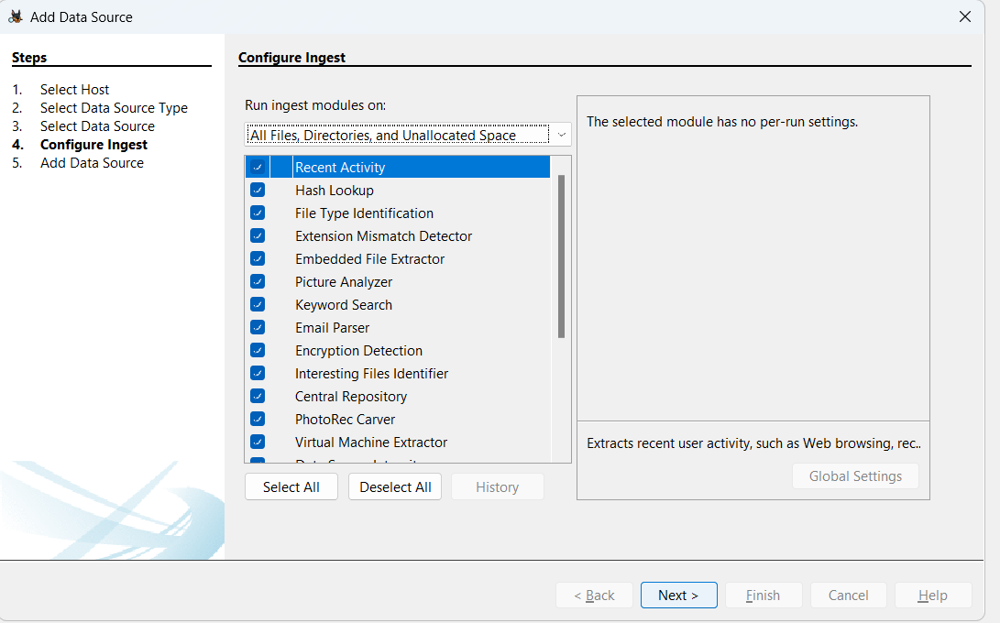 Add Data Source
Steps
1. Select Host
2. Select Data Source Type
3. Select Data Source
4. Configure Ingest
5. Add Data Source
Configure Ingest
Run ingest modules on:
All Files, Directories, and Unallocated Space
Recent Activity
Hash Lookup
File Type Identification
Extension Mismatch Detector
Embedded File Extractor
Picture Analyzer
Keyword Search
Email Parser
Encryption Detection
Interesting Files Identifier
Central Repository
PhotoRec Carver
Virtual Machine Extractor
Select All
Deselect All
History
The selected module has no per-run settings.
Extracts recent user activity, such as Web browsing, rec..
Global Settings
< Back
Next >
Finish
Cancel
Help